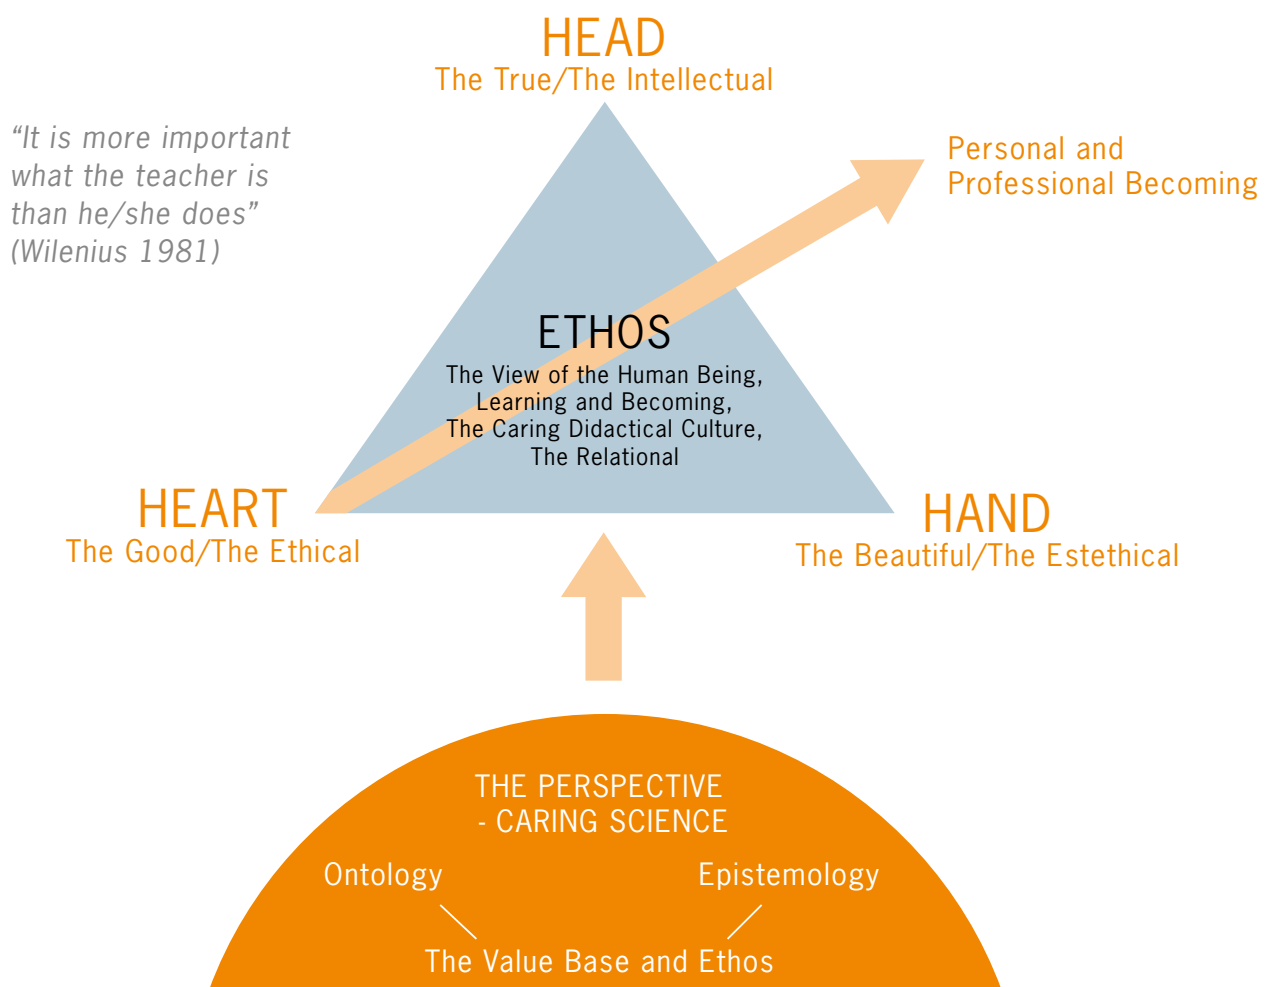 HEAD
The True/The Intellectual
“It is more important
what the teacher is
than he/she does”
(Wilenius 1981)
Personal and
Professional Becoming
ETHOS
The View of the Human Being,
Learning and Becoming,
The Caring Didactical Culture,
The Relational
HEART
The Good/The Ethical
HAND
The Beautiful/The Estethical
THE PERSPECTIVE
- CARING SCIENCE
Ontology
Epistemology
The Value Base and Ethos